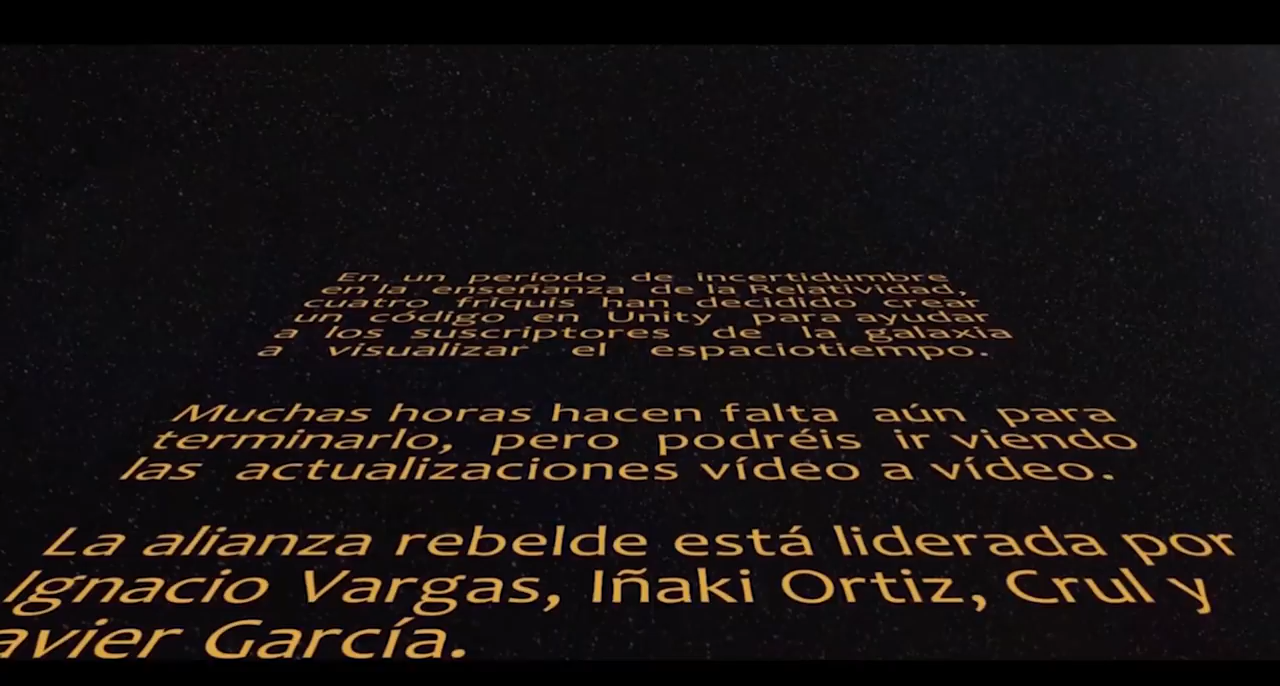 En un periodo de incertidumbre
en la enseñanza de la Relatividad,
cuatro friquis han decidido crear
un código en Unity para ayudar
a los suscriptores de la galaxia
a visualizar el espaciotiempo.
Muchas horas hacen falta aún para
terminarlo, pero podréis ir viendo
las actualizaciones vídeo a vídeo.
La alianza rebelde está liderada por
Ignacio Vargas, Iñaki Ortiz, Crul y
avier García.